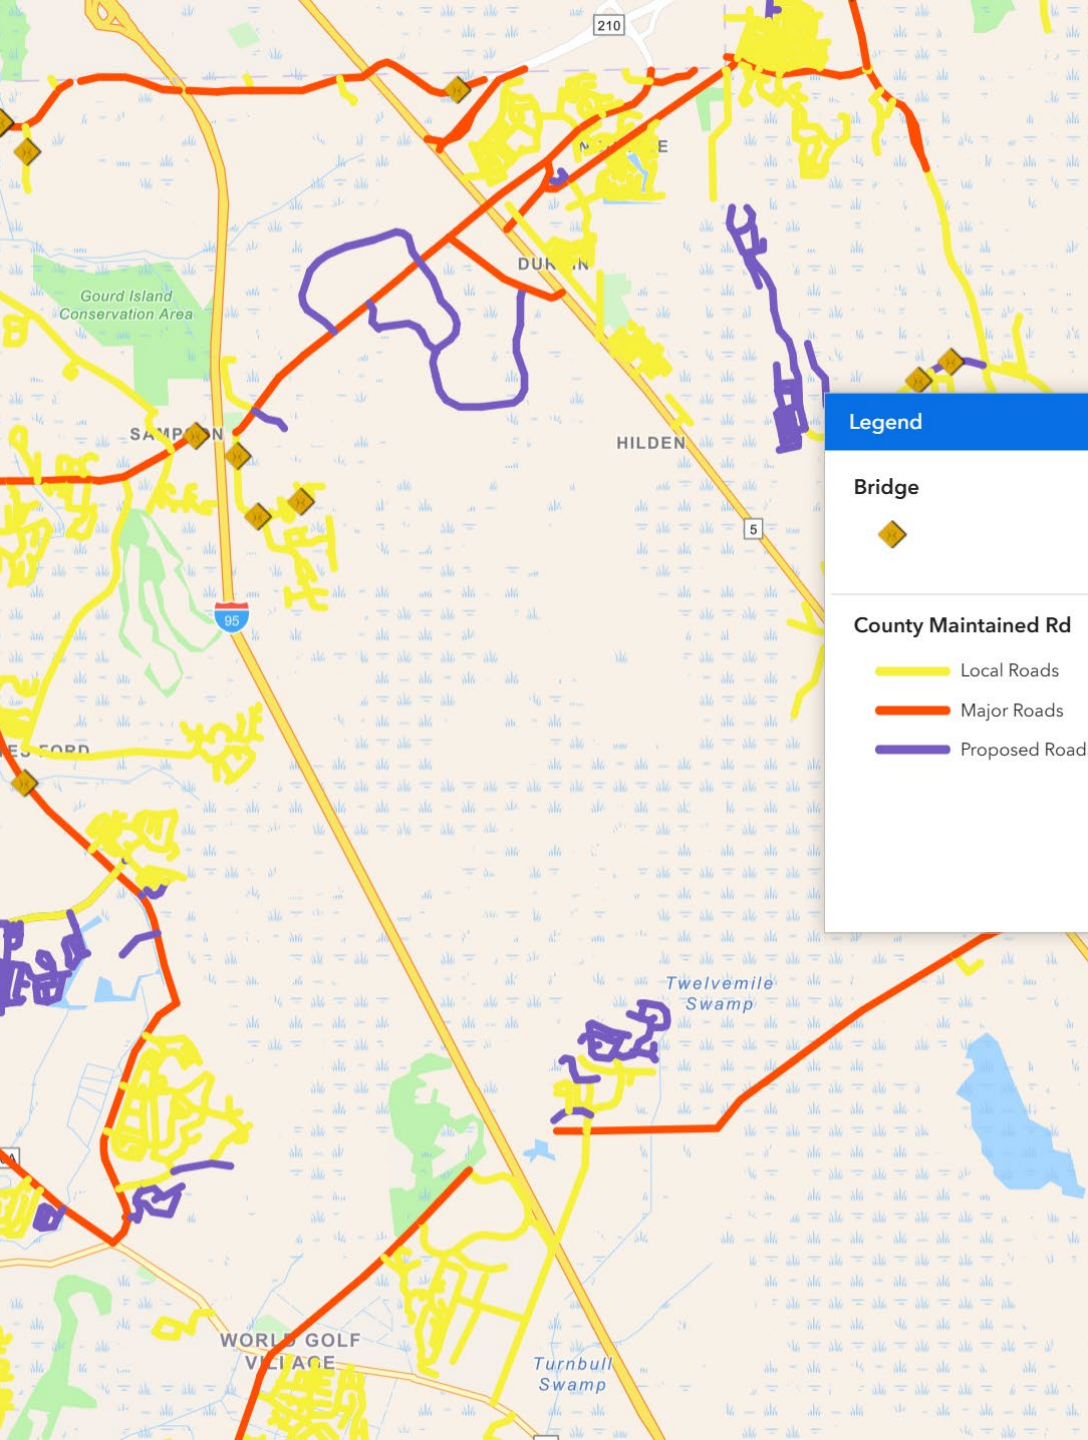 210
Gourd Island
Conservation Area
HILDEN
5
95
Legend
Bridge
County Maintained Rd
Local Roads
Major Roads
Proposed Road
Twelvemile
Swamp
WORLD GOLF
VILLAGE
Turnbull
Swamp